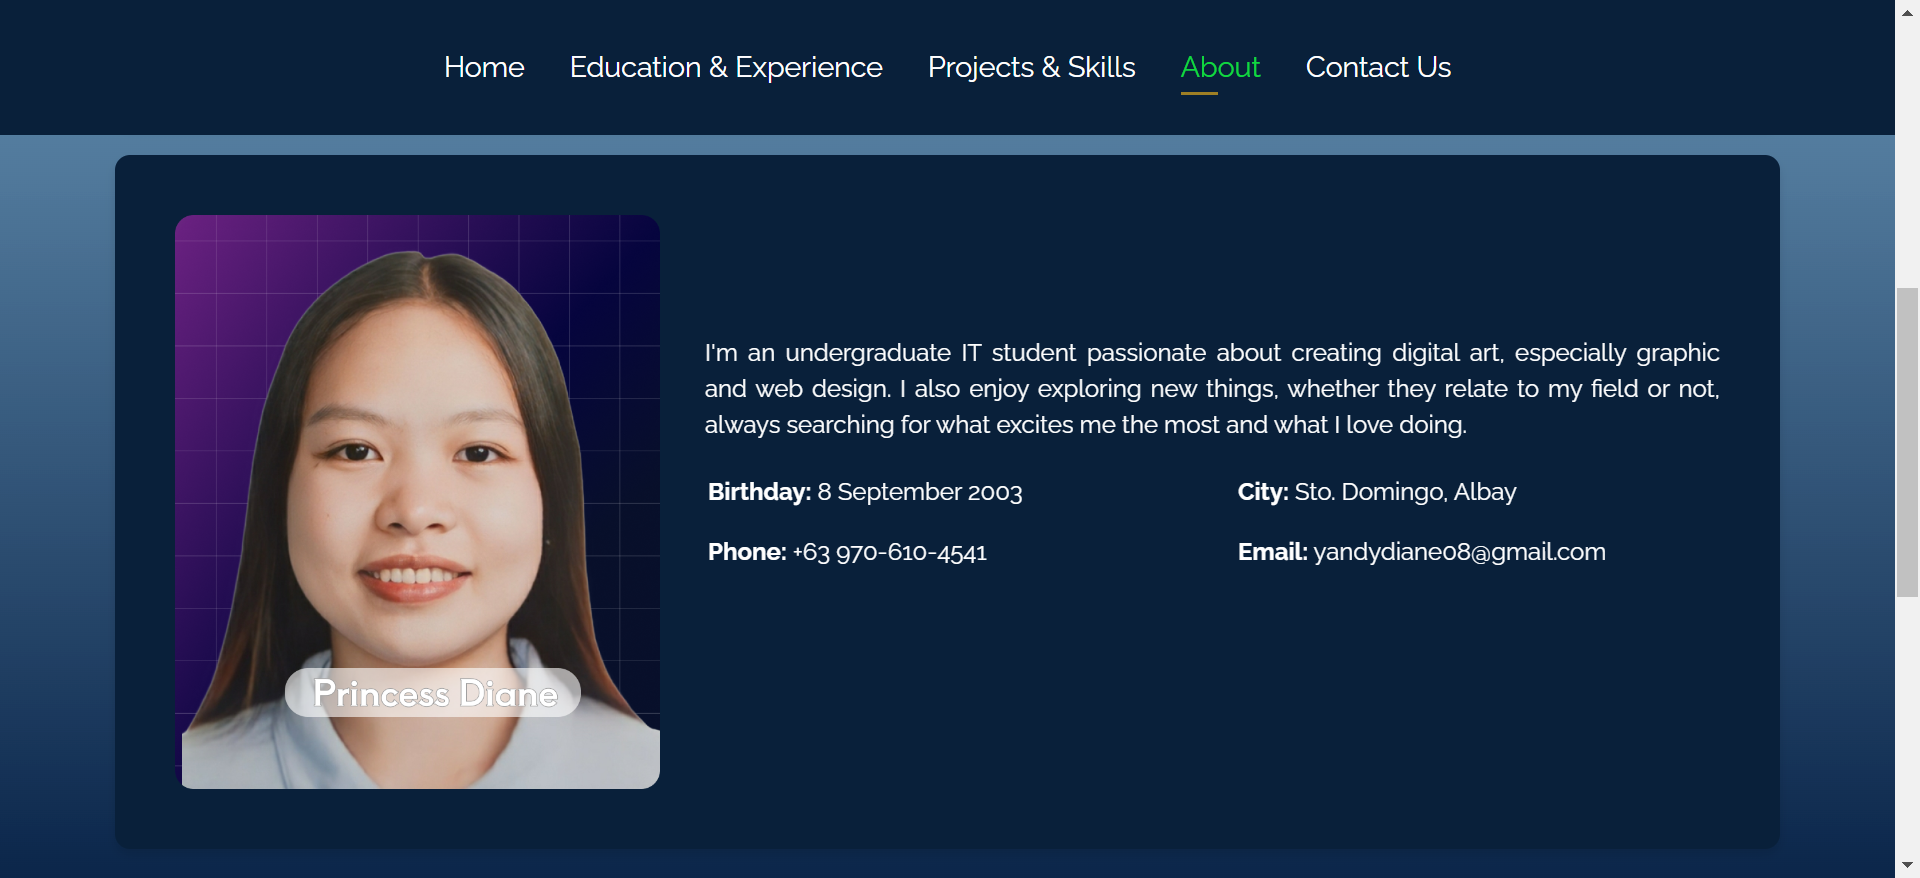 Home Education & Experience Projects & Skills About Contact Us
I'm an undergraduate IT student passionate about creating digital art, especially graphic
and web design. I also enjoy exploring new things, whether they relate to my field or not,
always searching for what excites me the most and what I love doing.
Birthday: 8 September 2003 City: Sto. Domingo, Albay
Phone: +63 970-610-4541 Email: yandydiane08@gmail.com
Princess Diane